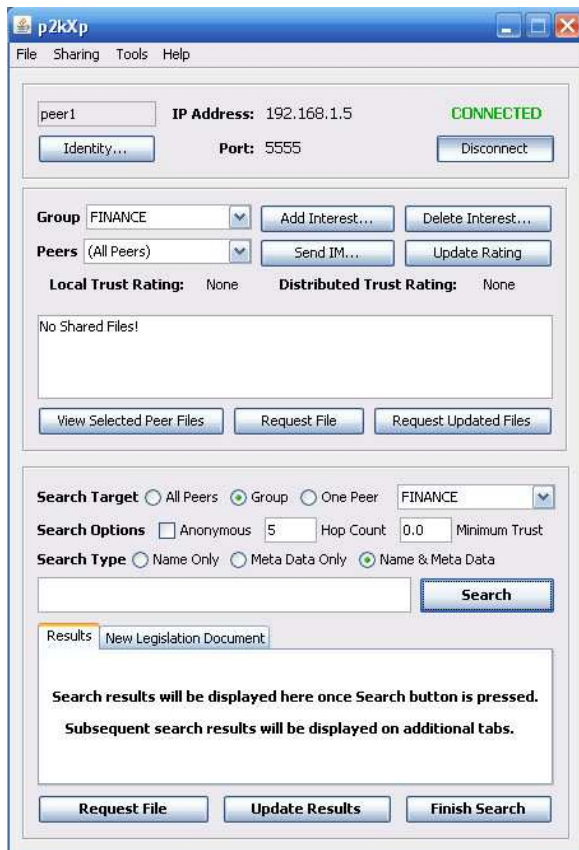 p2kXp
File Sharing Tools Help
peer1 IP Address: 192.168.1.5 CONNECTED
Identity... Port: 5555 Disconnect
Group FINANCE Add Interest... Delete Interest...
Peers (All Peers) Send IM... Update Rating
Local Trust Rating: None Distributed Trust Rating: None
No Shared Files!
View Selected Peer Files Request File Request Updated Files
Search Target All Peers Group One Peer FINANCE
Search Options Anonymous 5 Hop Count 0.0 Minimum Trust
Search Type Name Only Meta Data Only Name & Meta Data
Search
Results New Legislation Document
Search results will be displayed here once Search button is pressed.
Subsequent search results will be displayed on additional tabs.
Request File Update Results Finish Search